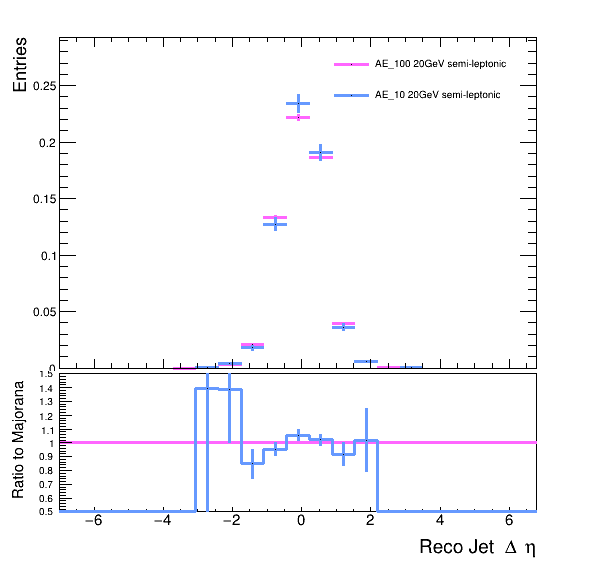 Entries
AE_100 20GeV semi-leptonic
AE_10 20GeV semi-leptonic
0.25
0.2
0.15
0.1
0.05
0
Ratio to Majorana
1.5
1.4
1.3
1.2
1.1
1
0.9
0.8
0.7
0.6
0.5
−6 −4 −2 0 2 4 6
Reco Jet Δ η